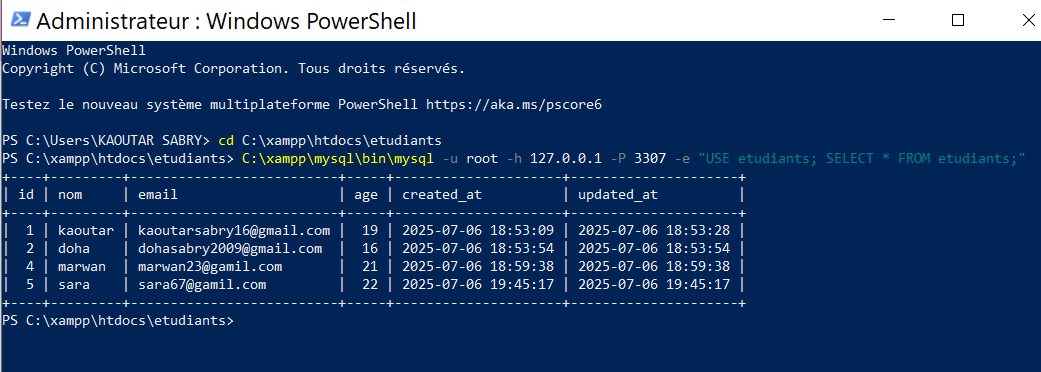 Administrateur : Windows PowerShell
Windows PowerShell
Copyright (C) Microsoft Corporation. Tous droits réservés.
Testez le nouveau système multiplateforme PowerShell https://aka.ms/pscore6
PS C:\Users\KAOUTAR SABRY> cd C:\xampp\htdocs\etudiants
PS C:\xampp\htdocs\etudiants> C:\xampp\mysql\bin\mysql -u root -h 127.0.0.1 -P 3307 -e "USE etudiants; SELECT * FROM etudiants;"
+----+---------+--------------------------+-----+---------------------+---------------------+
| id | nom     | email                    | age | created_at          | updated_at          |
+----+---------+--------------------------+-----+---------------------+---------------------+
|  1 | kaoutar | kaoutarsabry16@gmail.com |  19 | 2025-07-06 18:53:09 | 2025-07-06 18:53:28 |
|  2 | doha    | dohasabry2009@gmail.com  |  16 | 2025-07-06 18:53:54 | 2025-07-06 18:53:54 |
|  4 | marwan  | marwan23@gamil.com       |  21 | 2025-07-06 18:59:38 | 2025-07-06 18:59:38 |
|  5 | sara    | sara67@gamil.com         |  22 | 2025-07-06 19:45:17 | 2025-07-06 19:45:17 |
+----+---------+--------------------------+-----+---------------------+---------------------+
PS C:\xampp\htdocs\etudiants>